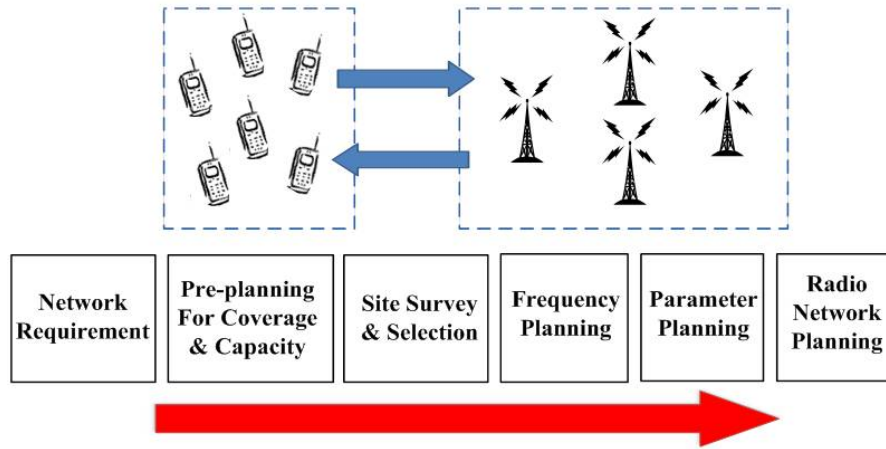 Network
Requirement
Pre-planning
For Coverage
& Capacity
Site Survey
& Selection
Frequency
Planning
Parameter
Planning
Radio
Network
Planning